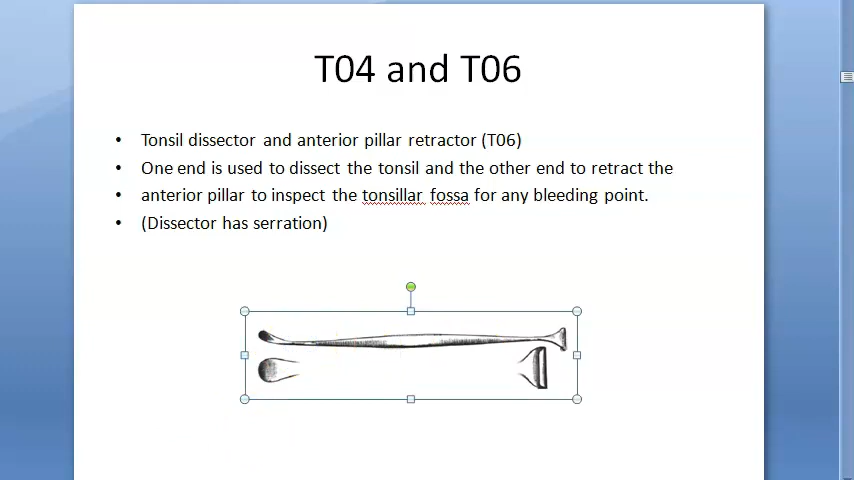 T04 and T06
• Tonsil dissector and anterior pillar retractor (T06)
• One end is used to dissect the tonsil and the other end to retract the
• anterior pillar to inspect the tonsillar fossa for any bleeding point.
• (Dissector has serration)